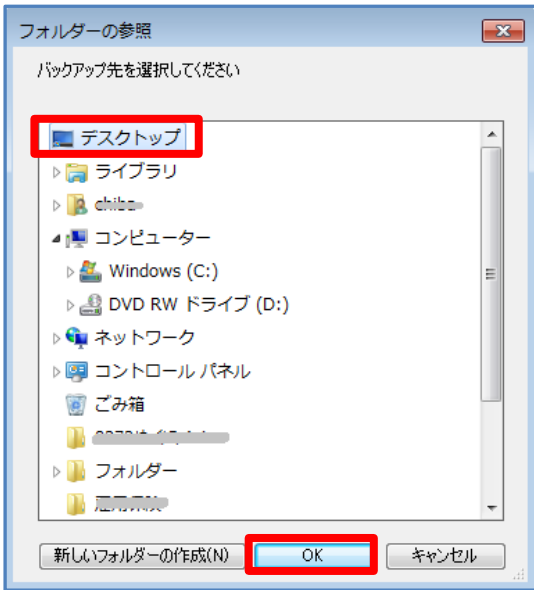 フォルダーの参照
バックアップ先を選択してください
デスクトップ
ライブラリ
コンピューター
Windows (C:)
DVD RW ドライブ (D:)
ネットワーク
コントロール パネル
ごみ箱
フォルダー
新しいフォルダーの作成(N)
OK
キャンセル